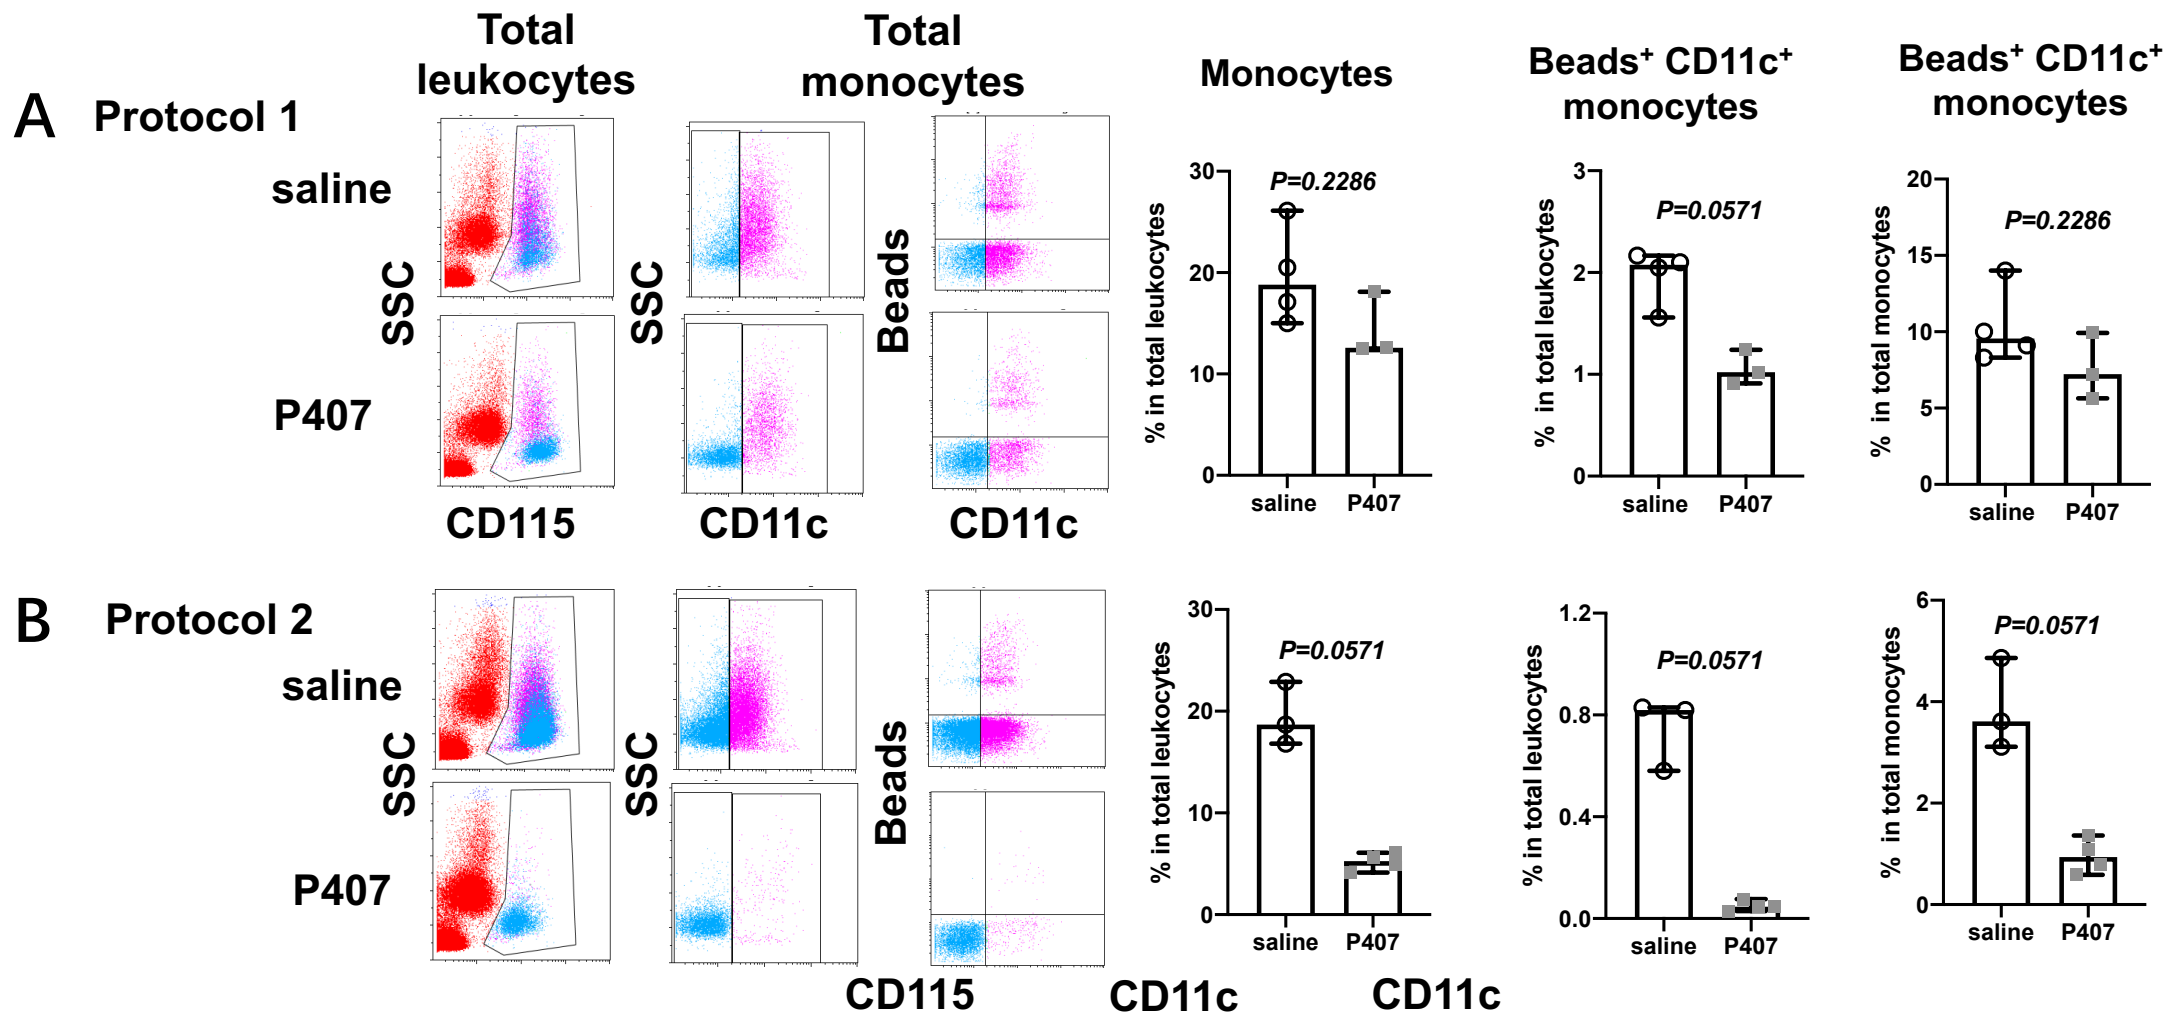 Total
leukocytes
Total
monocytes
Monocytes
Beads+ CD11c+
monocytes
Beads+ CD11c+
monocytes
A Protocol 1
saline
P407
SSC
SSC
Beads
CD115
CD11c
CD11c
% in total leukocytes
30
20
10
0
P=0.2286
saline P407
% in total leukocytes
3
2
1
0
P=0.0571
saline P407
% in total monocytes
20
15
10
5
0
P=0.2286
saline P407
B Protocol 2
saline
P407
SSC
SSC
Beads
% in total leukocytes
30
20
10
0
P=0.0571
saline P407
% in total leukocytes
1.2
0.8
0.4
0.0
P=0.0571
saline P407
% in total monocytes
6
4
2
0
P=0.0571
saline P407
CD115
CD11c
CD11c